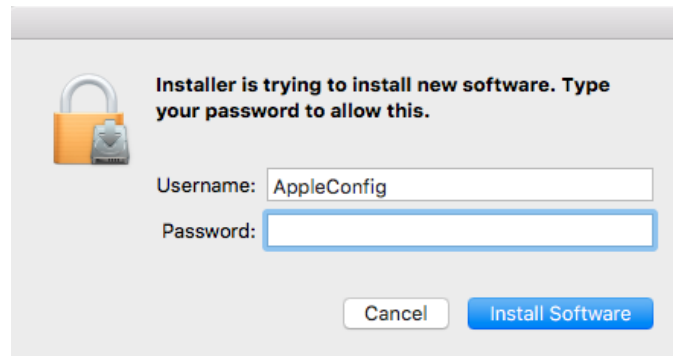 Installer is trying to install new software. Type
your password to allow this.
Username: AppleConfig
Password:
Cancel Install Software